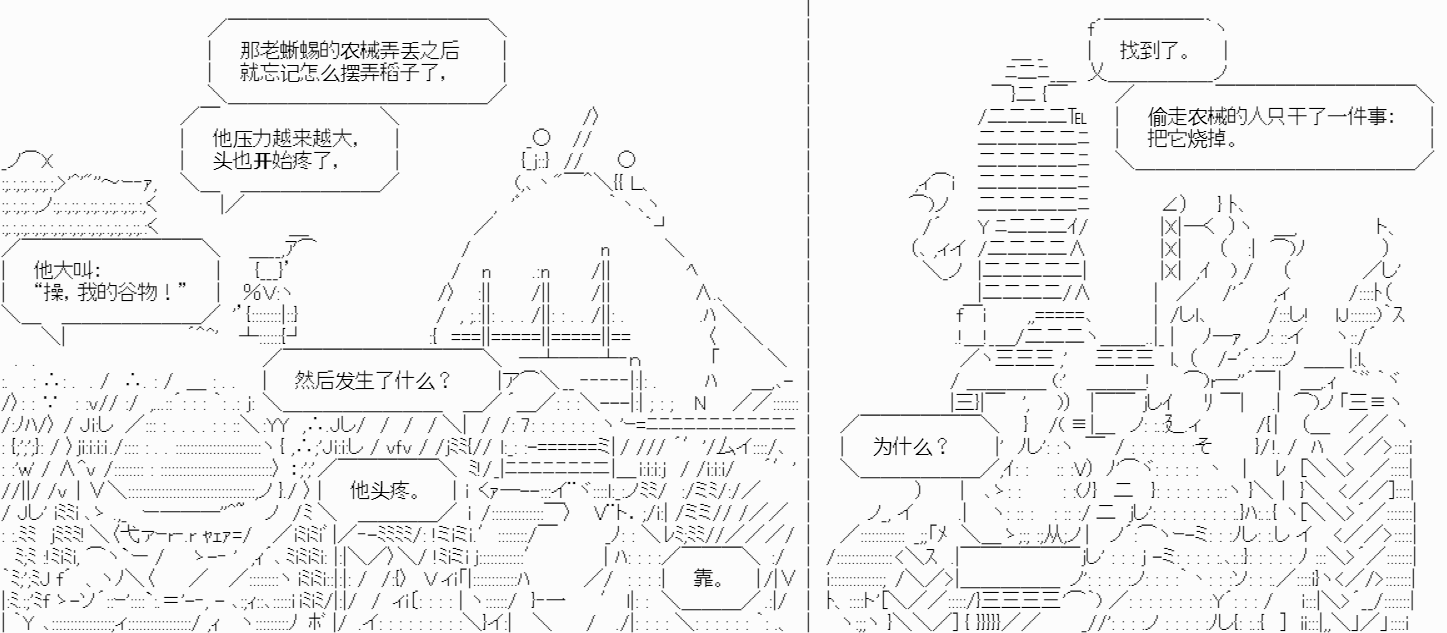 那老蜥蜴的农械弄丢之后
就忘记怎么摆弄稻子了，
他压力越来越大，
头也开始疼了，
他大叫：
“操，我的谷物！”
然后发生了什么？
他头疼。
靠。
找到了。
偷走农械的人只干了一件事：
把它烧掉。
为什么？